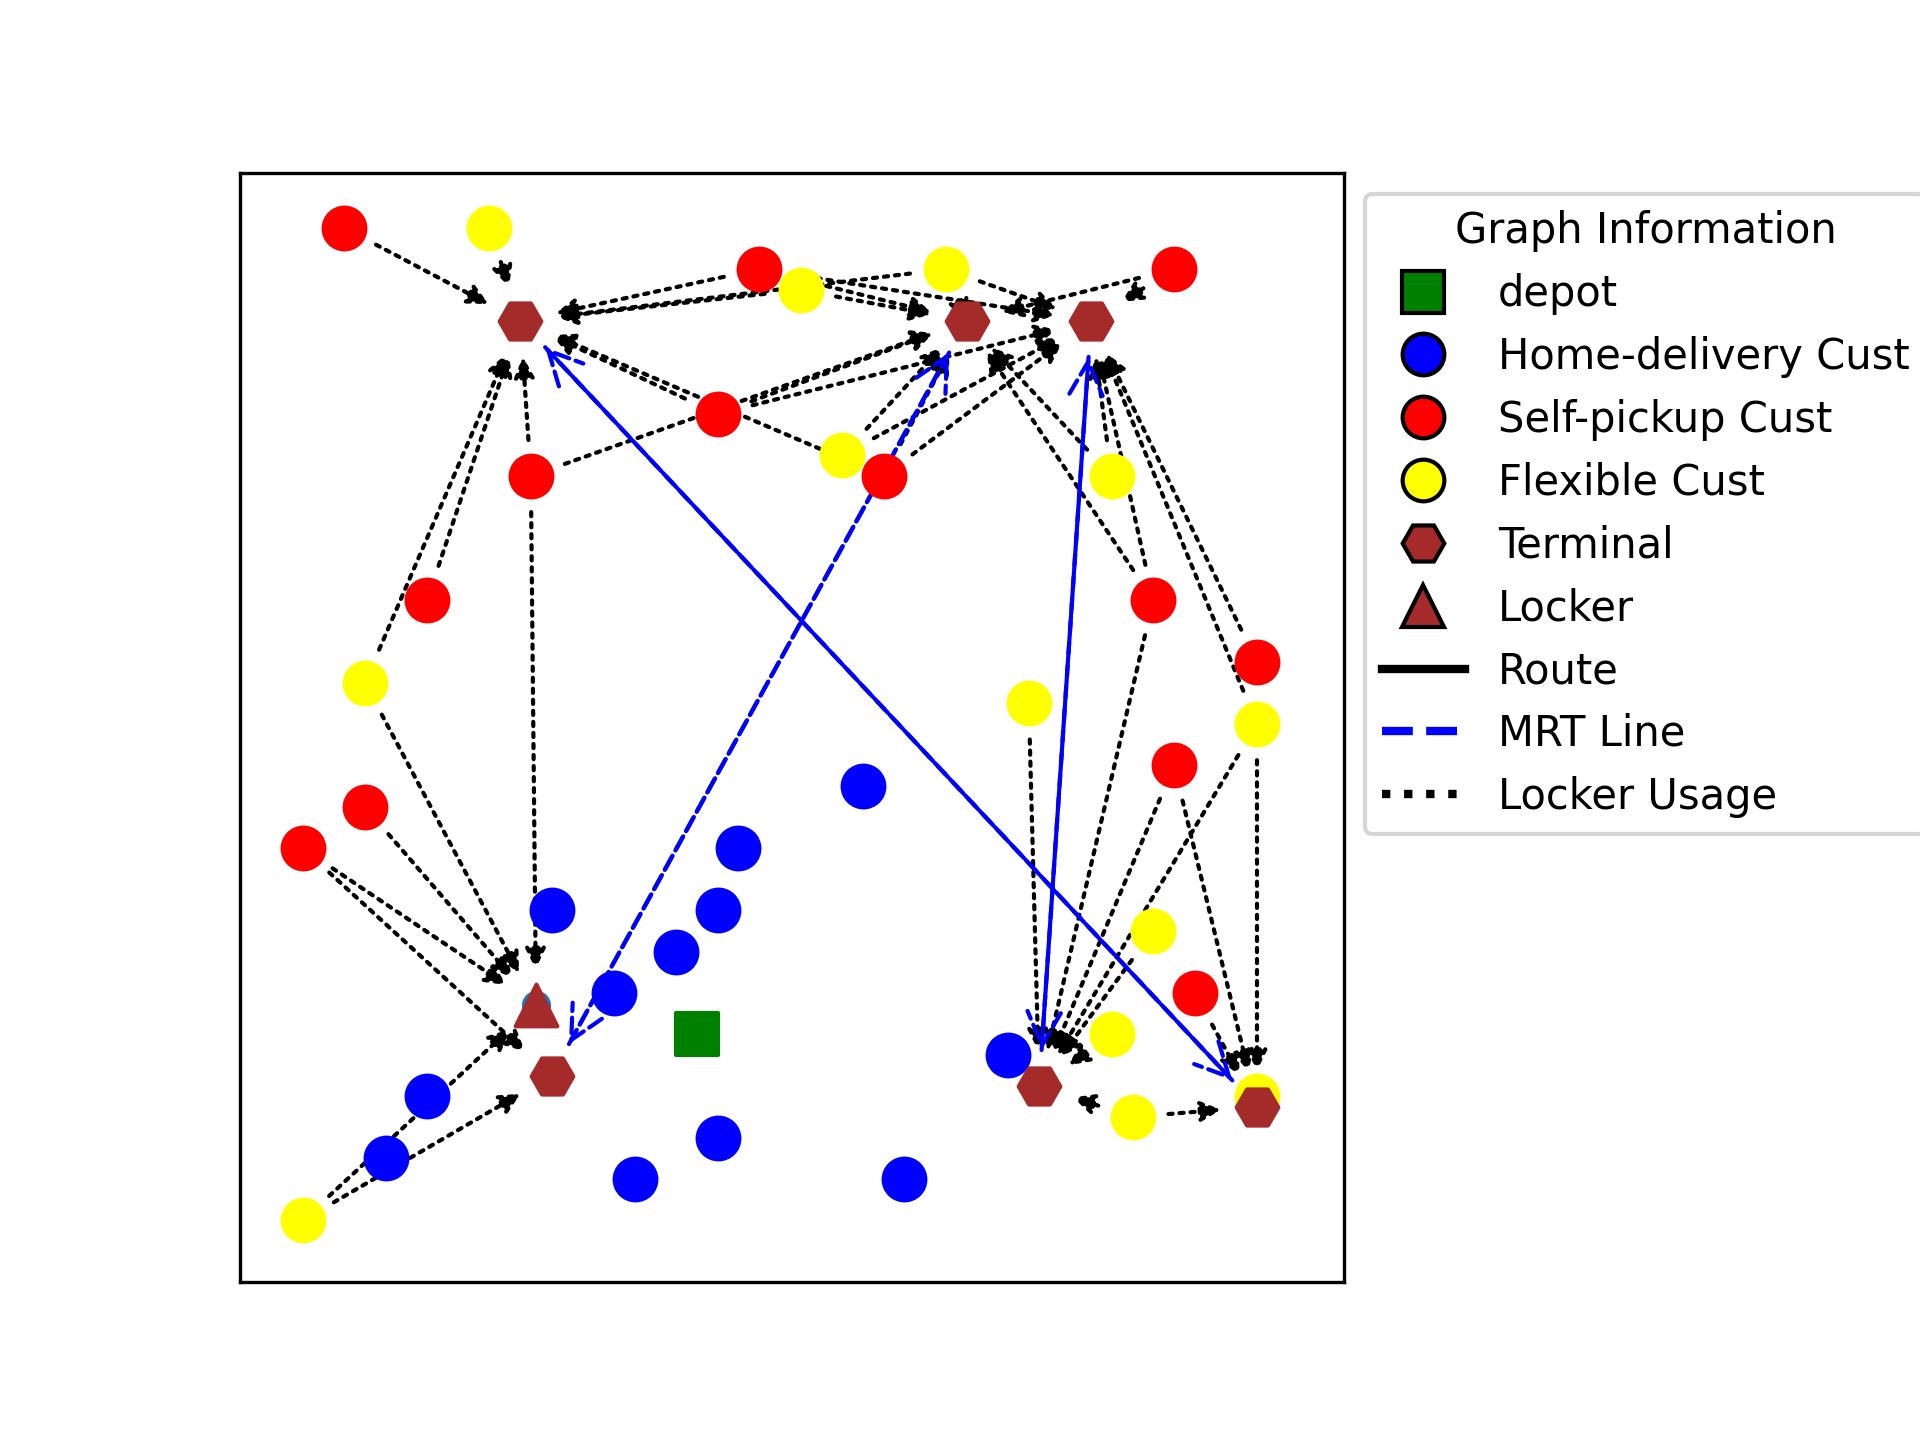 Graph Information
depot
Home-delivery Cust
Self-pickup Cust
Flexible Cust
Terminal
Locker
Route
MRT Line
Locker Usage